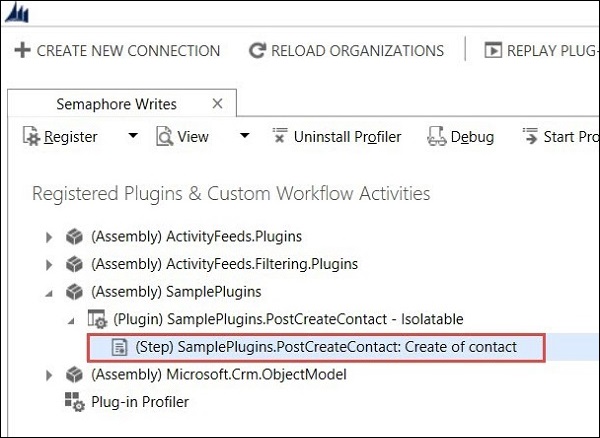 CREATE NEW CONNECTION RELOAD ORGANIZATIONS REPLAY PLUG-
Semaphore Writes
Register View Uninstall Profiler Debug Start Pro
Registered Plugins & Custom Workflow Activities
(Assembly) ActivityFeeds.Plugins
(Assembly) ActivityFeeds.Filtering.Plugins
(Assembly) SamplePlugins
(Plugin) SamplePlugins.PostCreateContact - Isolatable
(Step) SamplePlugins.PostCreateContact: Create of contact
(Assembly) Microsoft.Crm.ObjectModel
Plug-in Profiler